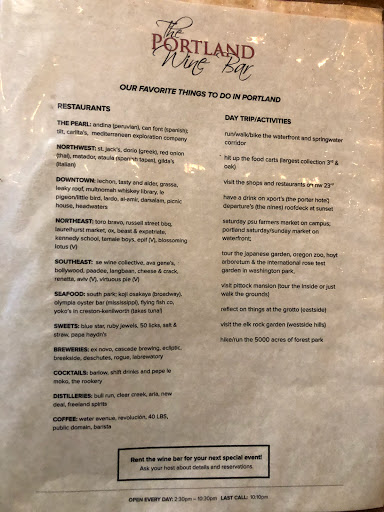 The
PORTLAND
Wine Bar
OUR FAVORITE THINGS TO DO IN PORTLAND
RESTAURANTS
THE PEARL: andina (peruvian), can font (spanish);
tilt, carlita's, mediterranean exploration company
NORTHWEST: st. jack's, dorio (greek), red onion
(thai), matador, ataula (spanish tapas), gilda's
(italian)
DOWNTOWN: lechon, tasty and alder, grassa,
leaky roof, multnomah whiskey library, le
pigeon/little bird, lardo, al-amir, damalan, picnic
house, headwaters
NORTHEAST: toro bravo, russell street bbq,
laurelhurst market, ox, beast & expatriate,
kennedy school, female boys, epif (V), blossoming
lotus (V)
SOUTHEAST: se wine collective, ava gene's,
bollywood, paadee, langbaan, cheese & crack,
renatta, aviv (V), virtuous pie (V)
SEAFOOD: south park; koji osakaya (broadway),
olympia oyster bar (mississippi), flying fish co,
yoko's in creston-kenilworth (takas tuna!)
SWEETS: blue star, ruby jewels, 50 licks, salt &
straw, papa haydn's
BREWERIES: ex novo, cascade brewing, ecliptic,
breakside, deschutes, rogue, labrewatory
COCKTAILS: barlow, shift drinks and pepe le
moko, the rookery
DISTILLERIES: bull run, clear creek, aria, new
deal, freeland spirits
COFFEE: water avenue, revolución, 40 LBS,
public domain, barista
DAY TRIP/ACTIVITIES
run/walk/bike the waterfront and springwater
corridor
hit up the food carts (largest collection 3rd &
oak)
visit the shops and restaurants on nw 23rd
have a drink on xport's (the porter hotel)
departure's (the nines) roofdeck at sunset
saturday psu farmers market on campus;
portland saturday/sunday market on
waterfront;
tour the japanese garden, oregon zoo, hoyt
arboretum & the international rose test
garden in washington park.
visit pittock mansion (tour the inside or just
walk the grounds)
reflect on things at the grotto (eastside)
visit the elk rock garden (westside hills)
hike/run the 5000 acres of forest park
Rent the wine bar for your next special event!
Ask your host about details and reservations.
OPEN EVERY DAY: 2:30pm – 10:30pm LAST CALL: 10:10pm